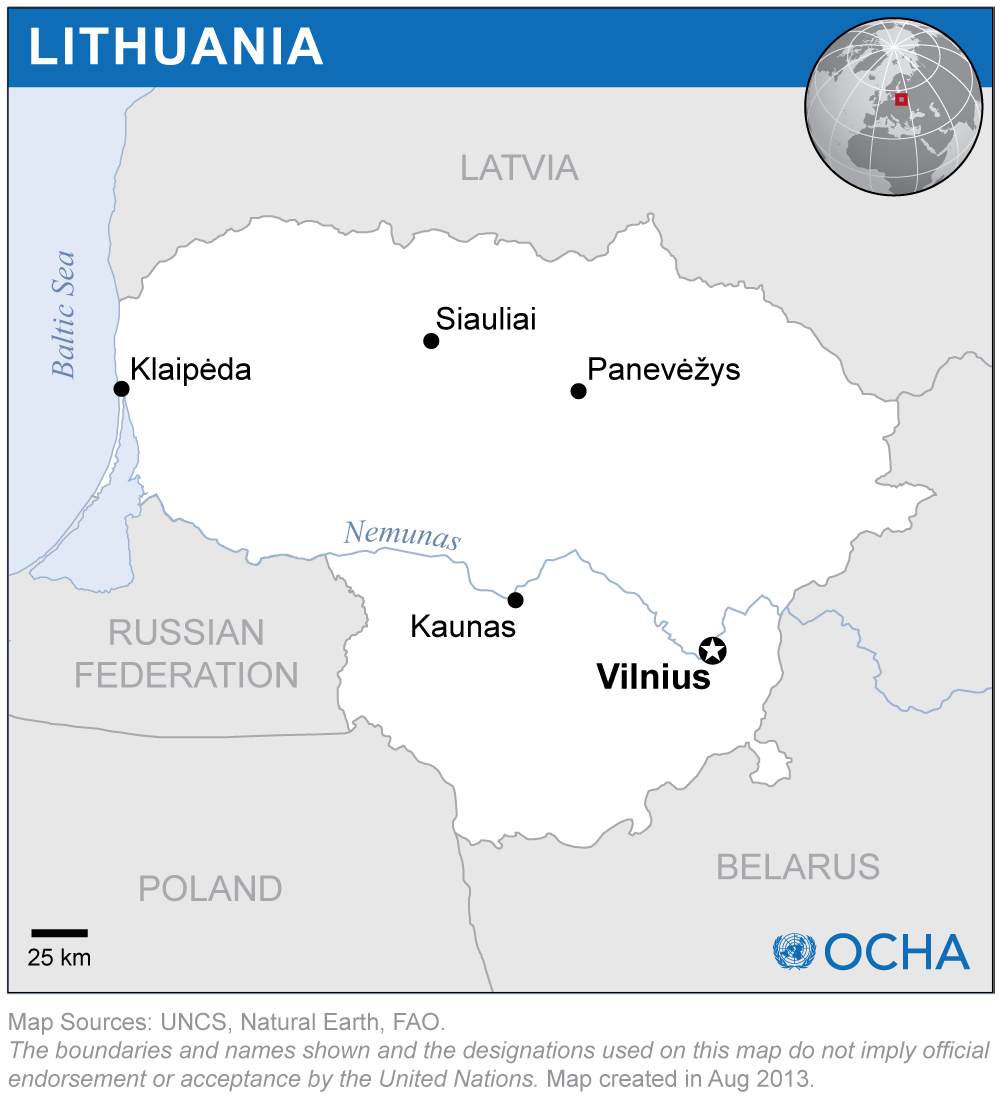 LITHUANIA
LATVIA
Baltic Sea
Siauliai
Klaipėda
Panevėžys
Nemunas
Kaunas
RUSSIAN
FEDERATION
Vilnius
BELARUS
POLAND
25 km
OCHA
Map Sources: UNCS, Natural Earth, FAO.
The boundaries and names shown and the designations used on this map do not imply official
endorsement or acceptance by the United Nations. Map created in Aug 2013.